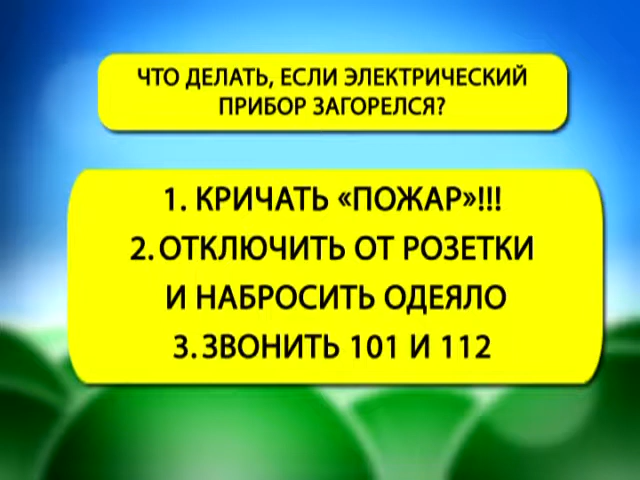 ЧТО ДЕЛАТЬ, ЕСЛИ ЭЛЕКТРИЧЕСКИЙ
ПРИБОР ЗАГОРЕЛСЯ?
1. КРИЧАТЬ «ПОЖАР»!!!
2. ОТКЛЮЧИТЬ ОТ РОЗЕТКИ
И НАБРОСИТЬ ОДЕЯЛО
3. ЗВОНИТЬ 101 И 112